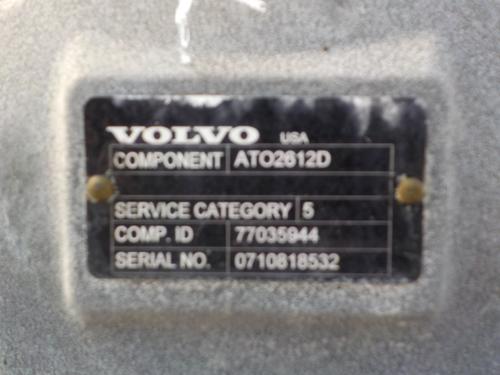 VOLVO USA
COMPONENT ATO2612D
SERVICE CATEGORY 5
COMP. ID 77035944
SERIAL NO. 0710818532